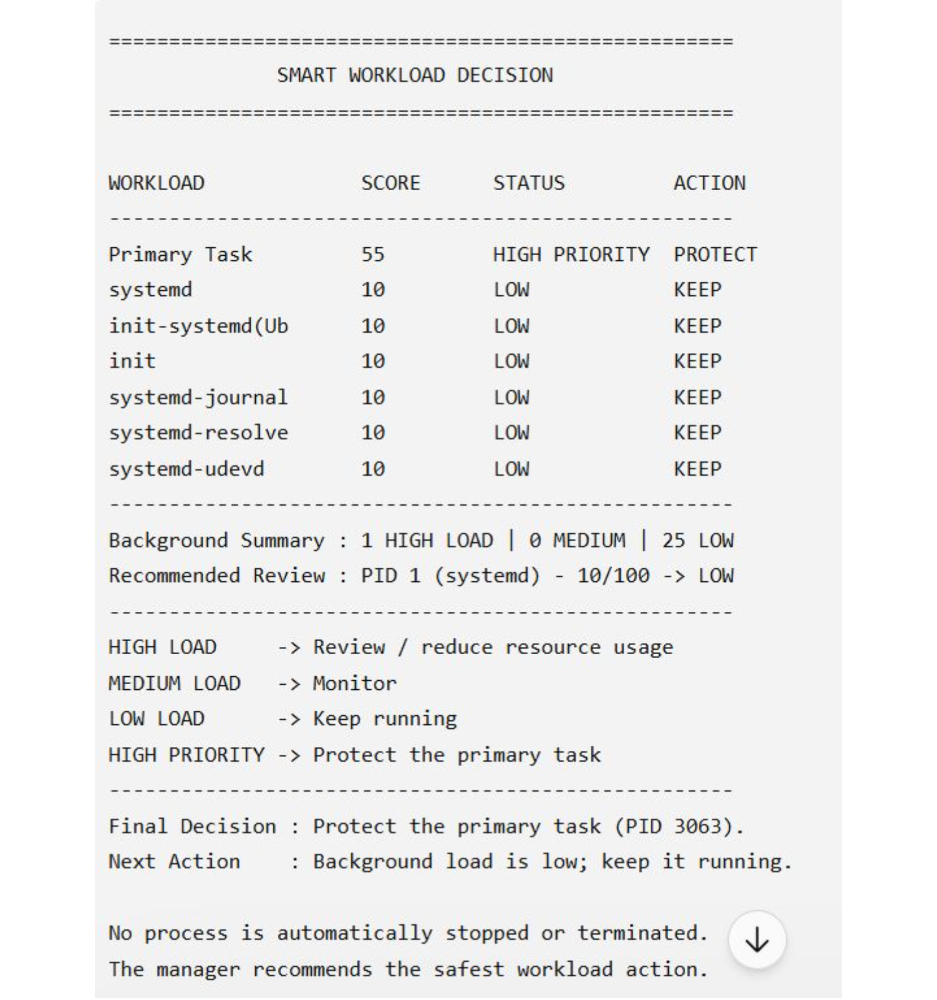 ====================================================
SMART WORKLOAD DECISION
====================================================
WORKLOAD SCORE STATUS ACTION
----------------------------------------------------
Primary Task 55 HIGH PRIORITY PROTECT
systemd 10 LOW KEEP
init-systemd(Ub 10 LOW KEEP
init 10 LOW KEEP
systemd-journal 10 LOW KEEP
systemd-resolve 10 LOW KEEP
systemd-udevd 10 LOW KEEP
----------------------------------------------------
Background Summary : 1 HIGH LOAD | 0 MEDIUM | 25 LOW
Recommended Review : PID 1 (systemd) - 10/100 -> LOW
----------------------------------------------------
HIGH LOAD -> Review / reduce resource usage
MEDIUM LOAD -> Monitor
LOW LOAD -> Keep running
HIGH PRIORITY -> Protect the primary task
----------------------------------------------------
Final Decision : Protect the primary task (PID 3063).
Next Action : Background load is low; keep it running.
No process is automatically stopped or terminated.
The manager recommends the safest workload action.